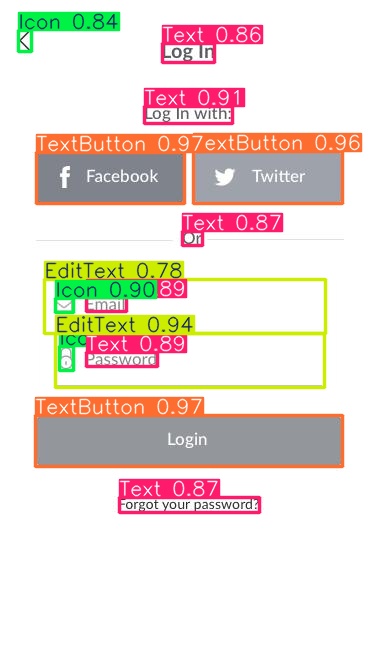 Icon 0.84
Text 0.86
Log In
Text 0.91
Log In with:
TextButton 0.97 extButton 0.96
Facebook Twitter
Text 0.87
Or
EditText 0.78
Icon 0.90 89
Email
EditText 0.94
Ico Text 0.89
Password
TextButton 0.97
Login
Text 0.87
Forgot your password?